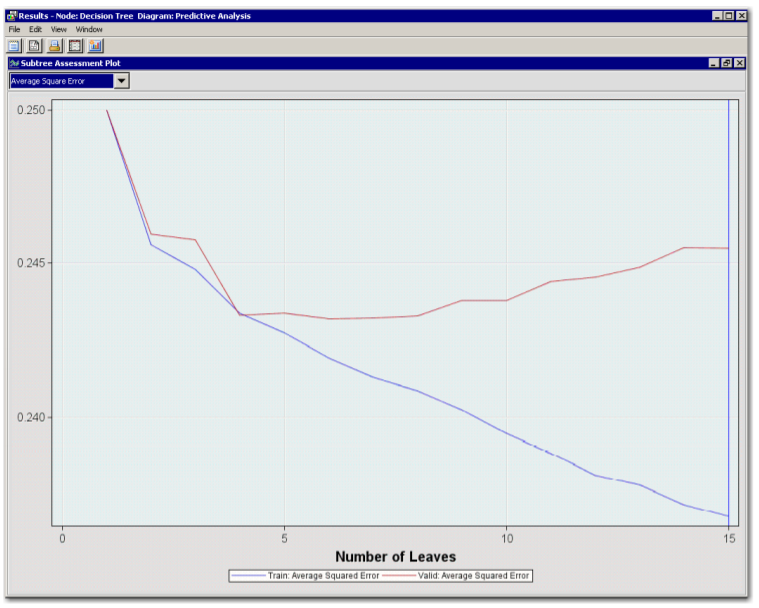 Results - Node: Decision Tree Diagram: Predictive Analysis
File Edit View Window
Subtree Assessment Plot
Average Square Error
0.250
0.245
0.240
0 5 10 15
Number of Leaves
Train: Average Squared Error Valid: Average Squared Error